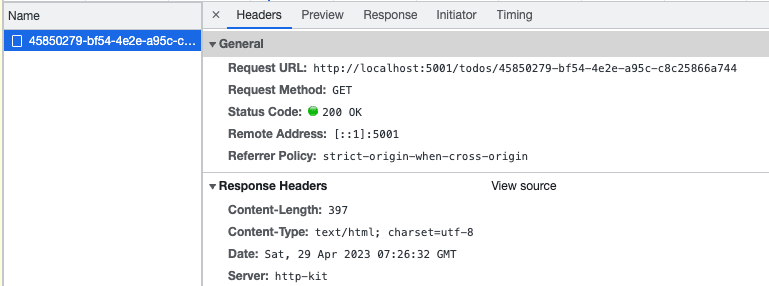 Name
× Headers Preview Response Initiator Timing
45850279-bf54-4e2e-a95c-c...
▼General
Request URL: http://localhost:5001/todos/45850279-bf54-4e2e-a95c-c8c25866a744
Request Method: GET
Status Code: 200 OK
Remote Address: [::1]:5001
Referrer Policy: strict-origin-when-cross-origin
▼Response Headers View source
Content-Length: 397
Content-Type: text/html; charset=utf-8
Date: Sat, 29 Apr 2023 07:26:32 GMT
Server: http-kit